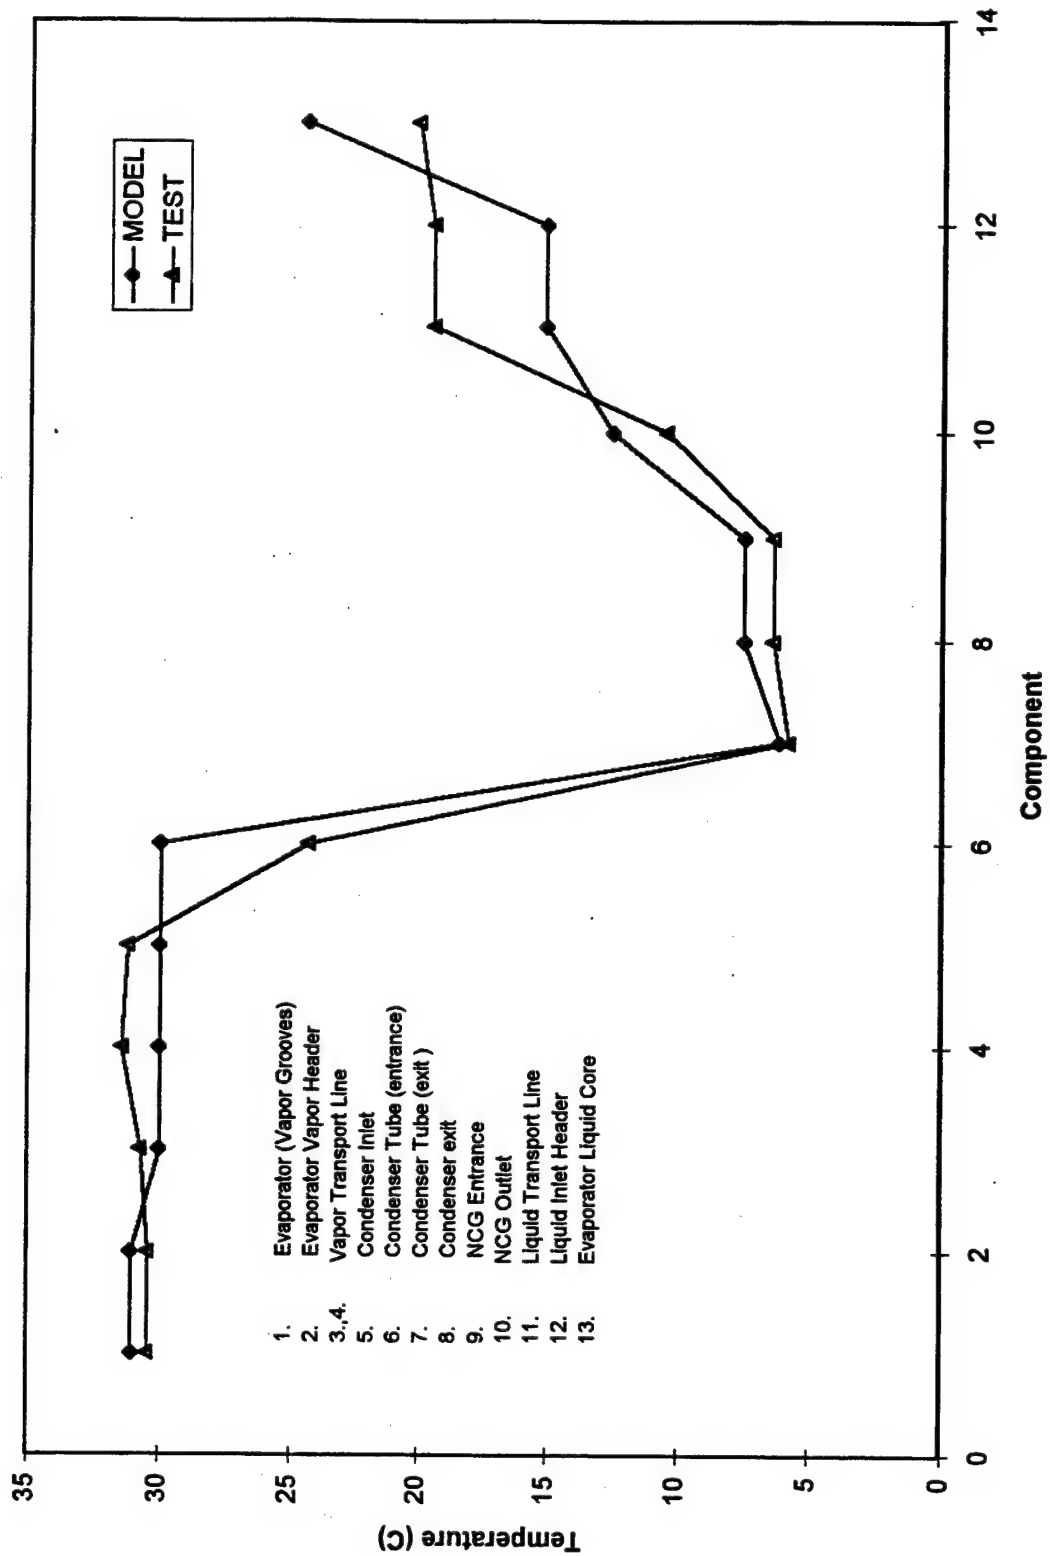 35
30
25
20
15
10
5
0
Temperature (C)
0
2
4
6
8
10
12
14
Component
MODEL
TEST
1. Evaporator (Vapor Grooves)
2. Evaporator Vapor Header
3.,4. Vapor Transport Line
5. Condenser Inlet
6. Condenser Tube (entrance)
7. Condenser Tube (exit )
8. Condenser exit
9. NCG Entrance
10. NCG Outlet
11. Liquid Transport Line
12. Liquid Inlet Header
13. Evaporator Liquid Core